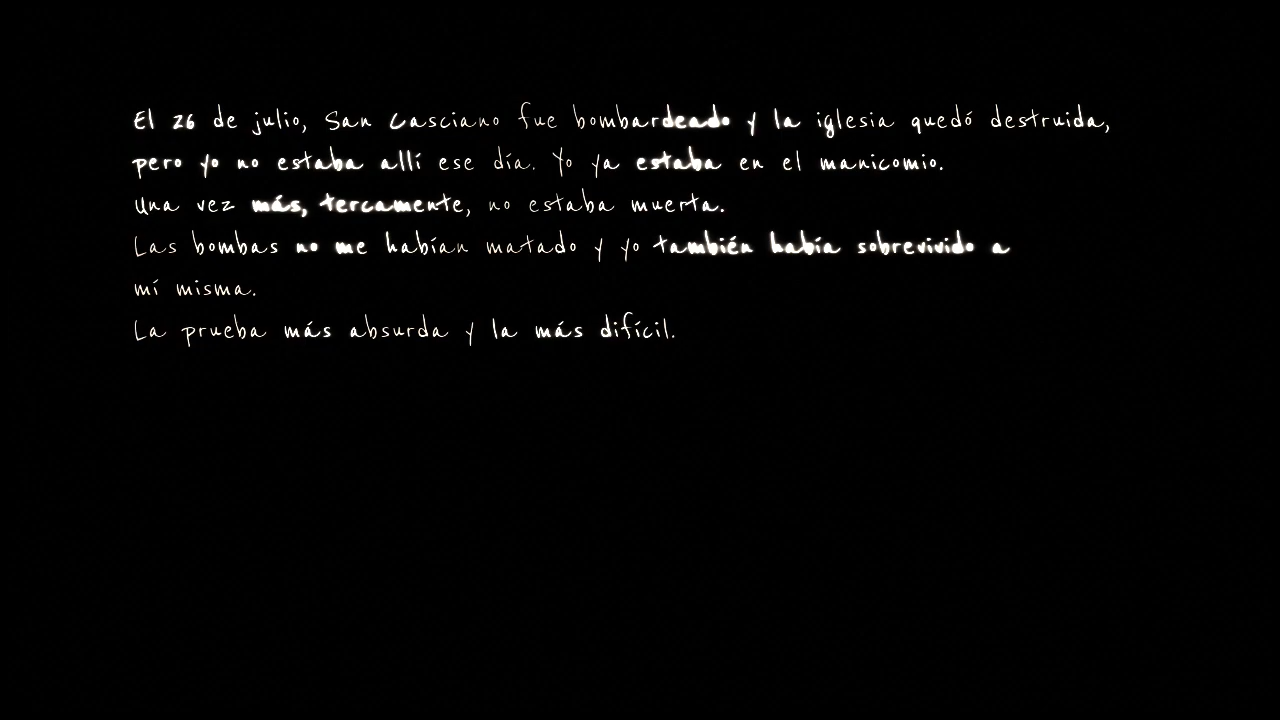 El 26 de julio, San Casciano fue bombardeado y la iglesia quedó destruida,
pero yo no estaba allí ese día. Yo ya estaba en el manicomio.
Una vez más, tercamente, no estaba muerta.
Las bombas no me habían matado y yo también había sobrevivido a
mí misma.
La prueba más absurda y la más difícil.